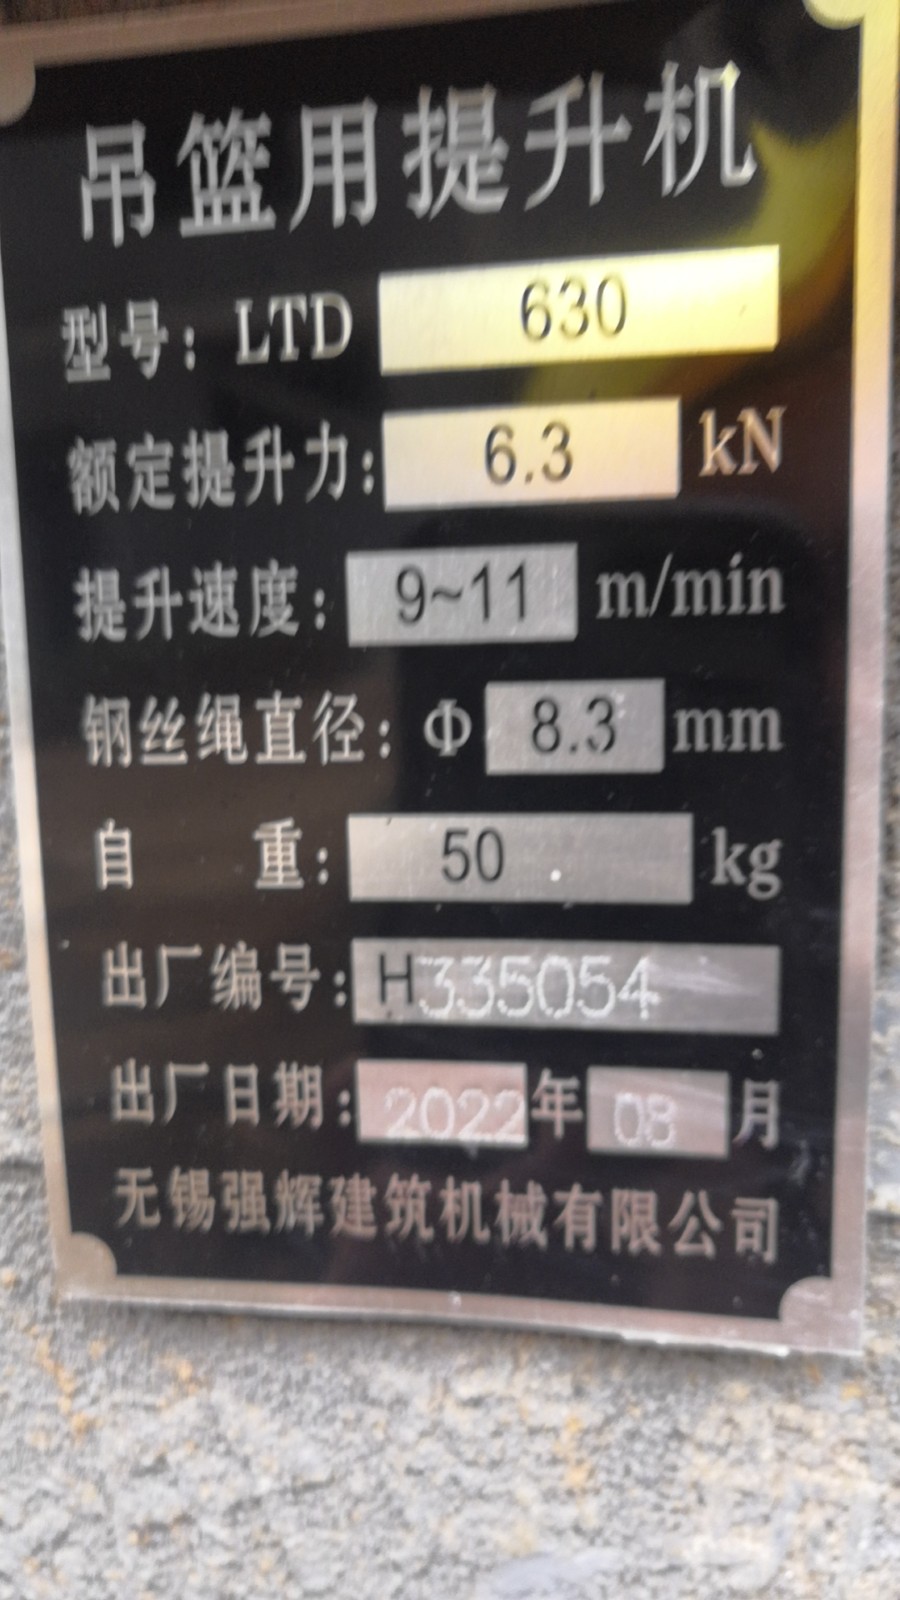 吊篮用提升机
型号：LTD 630
额定提升力：6.3 kN
提升速度：9~11 m/min
钢丝绳直径：Φ 8.3 mm
自 重：50 kg
出厂编号：H335054
出厂日期：2022年08月
无锡强辉建筑机械有限公司